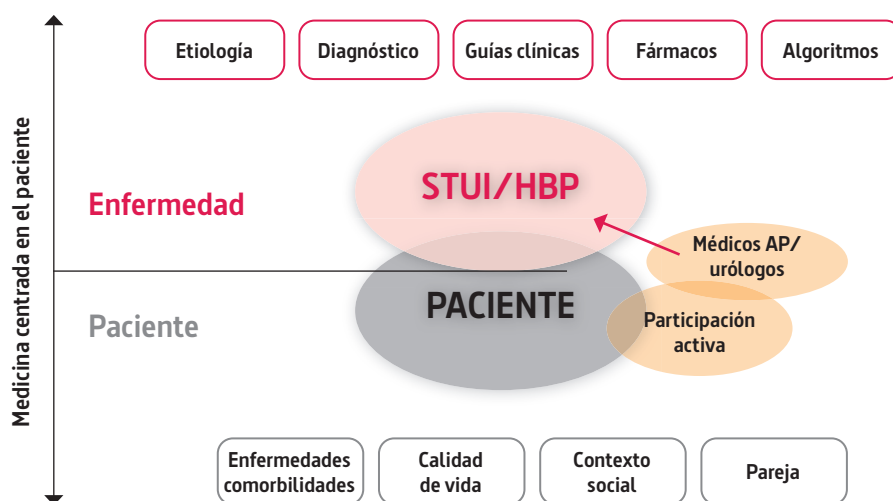 Etiología
Diagnóstico
Guías clínicas
Fármacos
Algoritmos
Medicina centrada en el paciente
Enfermedad
STUI/HBP
Médicos AP/
urólogos
Paciente
PACIENTE
Participación
activa
Enfermedades
comorbilidades
Calidad
de vida
Contexto
social
Pareja